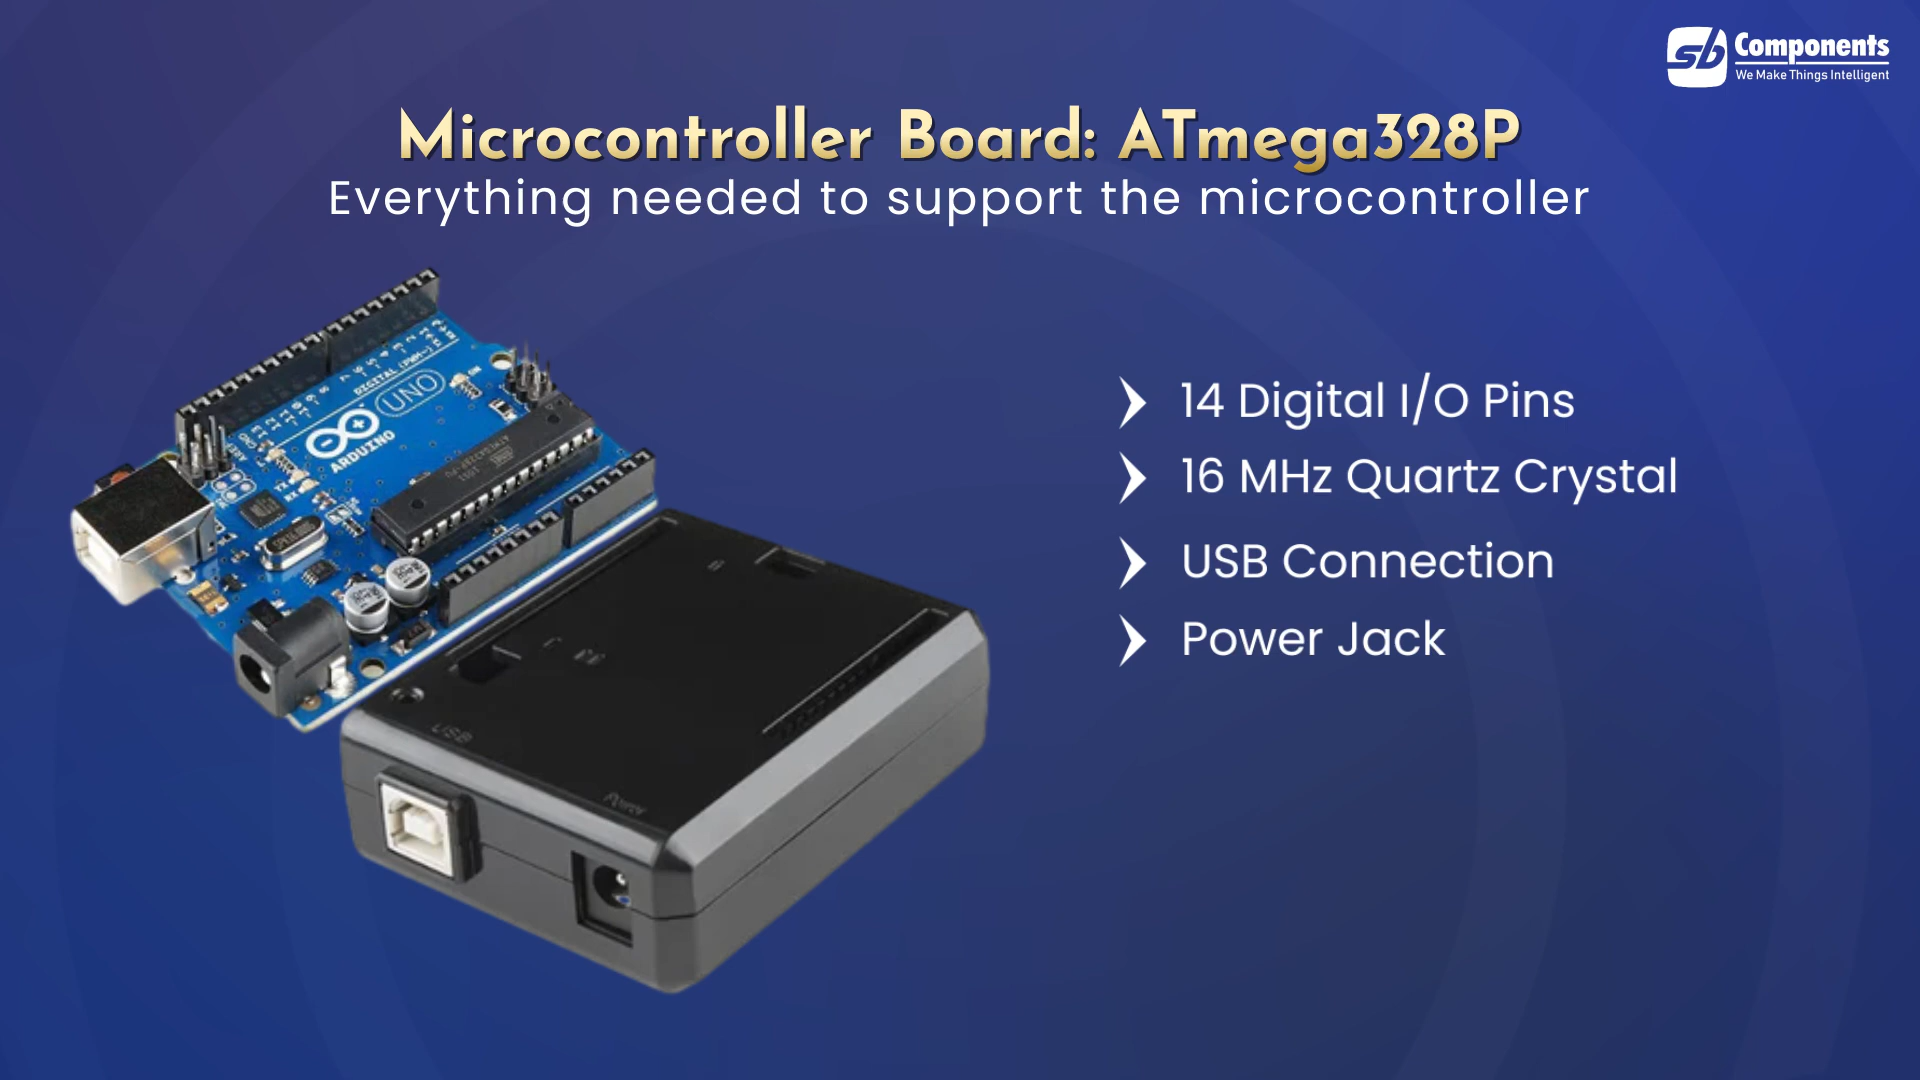 sb Components
We Make Things Intelligent
Microcontroller Board: ATmega328P
Everything needed to support the microcontroller
14 Digital I/O Pins
16 MHz Quartz Crystal
USB Connection
Power Jack
DIGITAL (PWM~)
UNO
ARDUINO
USB
Power